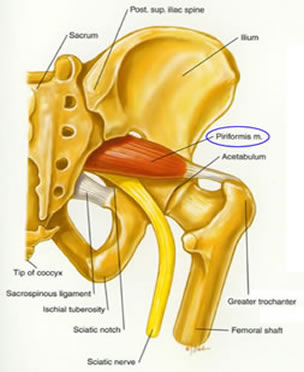 Post. sup. iliac spine
Sacrum
Ilium
Piriformis m.
Acetabulum
Tip of coccyx
Sacrospinous ligament
Ischial tuberosity
Greater trochanter
Sciatic notch
Femoral shaft
Sciatic nerve